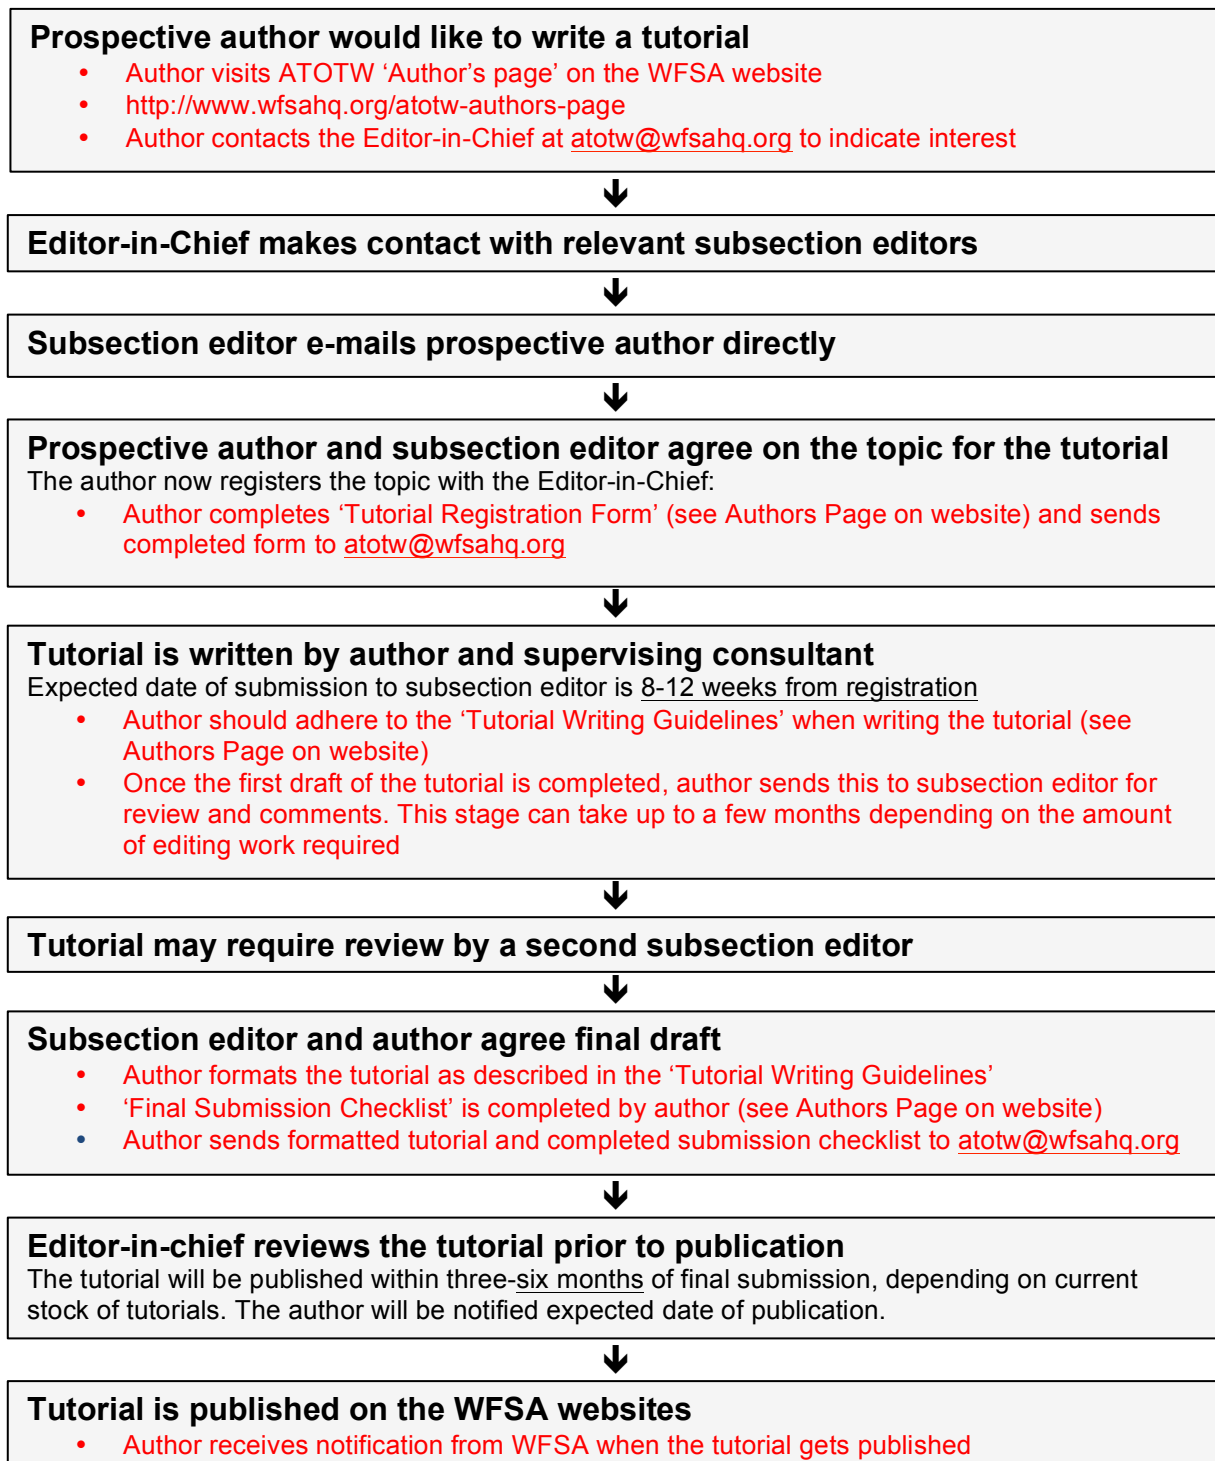 Prospective author would like to write a tutorial
• Author visits ATOTW ‘Author’s page’ on the WFSA website
• http://www.wfsahq.org/atotw-authors-page
• Author contacts the Editor-in-Chief at atotw@wfsahq.org to indicate interest
Editor-in-Chief makes contact with relevant subsection editors
Subsection editor e-mails prospective author directly
Prospective author and subsection editor agree on the topic for the tutorial
The author now registers the topic with the Editor-in-Chief:
• Author completes ‘Tutorial Registration Form’ (see Authors Page on website) and sends
completed form to atotw@wfsahq.org
Tutorial is written by author and supervising consultant
Expected date of submission to subsection editor is 8-12 weeks from registration
• Author should adhere to the ‘Tutorial Writing Guidelines’ when writing the tutorial (see
Authors Page on website)
• Once the first draft of the tutorial is completed, author sends this to subsection editor for
review and comments. This stage can take up to a few months depending on the amount
of editing work required
Tutorial may require review by a second subsection editor
Subsection editor and author agree final draft
• Author formats the tutorial as described in the ‘Tutorial Writing Guidelines’
• ‘Final Submission Checklist’ is completed by author (see Authors Page on website)
• Author sends formatted tutorial and completed submission checklist to atotw@wfsahq.org
Editor-in-chief reviews the tutorial prior to publication
The tutorial will be published within three-six months of final submission, depending on current
stock of tutorials. The author will be notified expected date of publication.
Tutorial is published on the WFSA websites
• Author receives notification from WFSA when the tutorial gets published